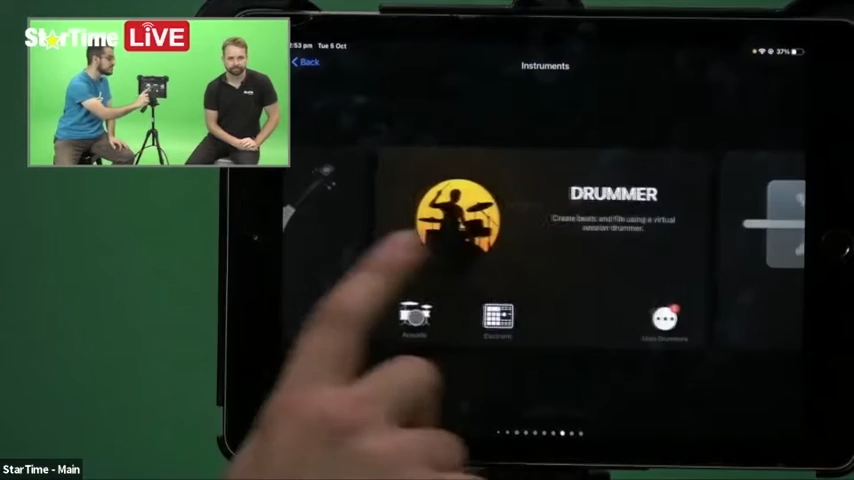 StarTime LIVE
:53 pm Tue 5 Oct
37%
Back
Instruments
DRUMMER
Create beats and fills using a virtual
session drummer.
Acoustic
Electronic
More Drummers
StarTime - Main